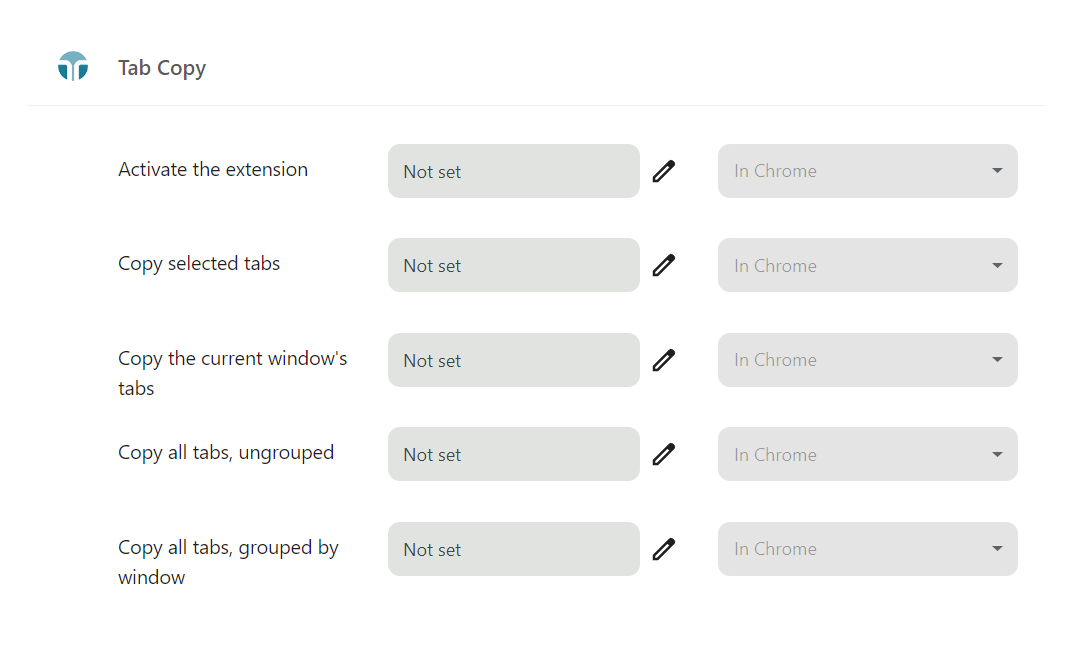 Tab Copy
Activate the extension
Not set
In Chrome
Copy selected tabs
Not set
In Chrome
Copy the current window's
tabs
Not set
In Chrome
Copy all tabs, ungrouped
Not set
In Chrome
Copy all tabs, grouped by
window
Not set
In Chrome